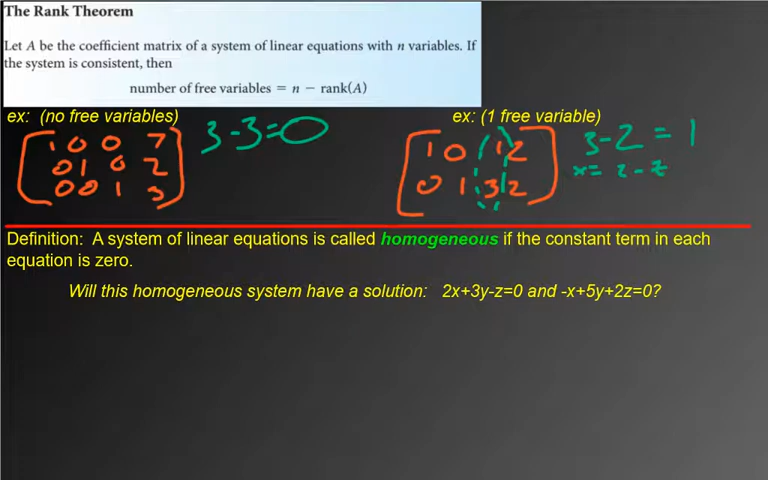 The Rank Theorem
Let A be the coefficient matrix of a system of linear equations with n variables. If
the system is consistent, then
number of free variables = n − rank(A)
ex: (no free variables)
ex: (1 free variable)
1 0 0 7
0 1 0 2
0 0 1 3
3-3=0
1 0 1 2
0 1 3 2
3-2 = 1
x= 2-z
Definition: A system of linear equations is called homogeneous if the constant term in each
equation is zero.
Will this homogeneous system have a solution: 2x+3y-z=0 and -x+5y+2z=0?